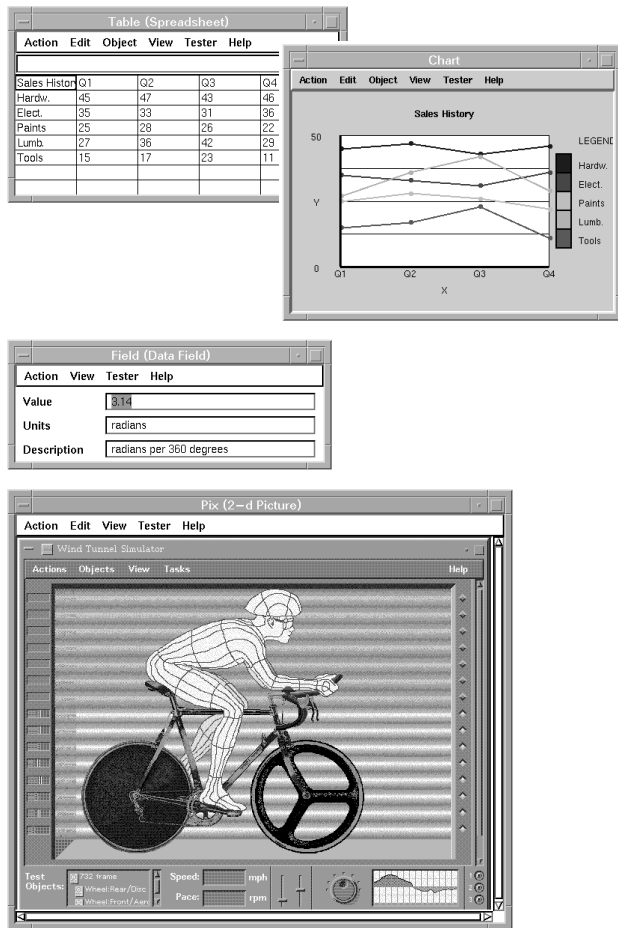 Table (Spreadsheet)
Action Edit Object View Tester Help
Sales Histor Q1 Q2 Q3 Q4
Hardw. 45 47 43 46
Elect. 35 33 31 36
Paints 25 28 26 22
Lumb. 27 36 42 29
Tools 15 17 23 11
Chart
Action Edit Object View Tester Help
Sales History
50
Y
0
Q1 Q2 Q3 Q4
X
LEGEND
Hardw.
Elect.
Paints
Lumb.
Tools
Field (Data Field)
Action View Tester Help
Value 3.14
Units radians
Description radians per 360 degrees
Pix (2-d Picture)
Action Edit View Tester Help
Wind Tunnel Simulator
Actions Objects View Tasks Help
Test Objects:
732 frame
Wheel:Rear/Disc
Wheel:Front/Aero
Speed: mph
Pace: rpm
1
2
3